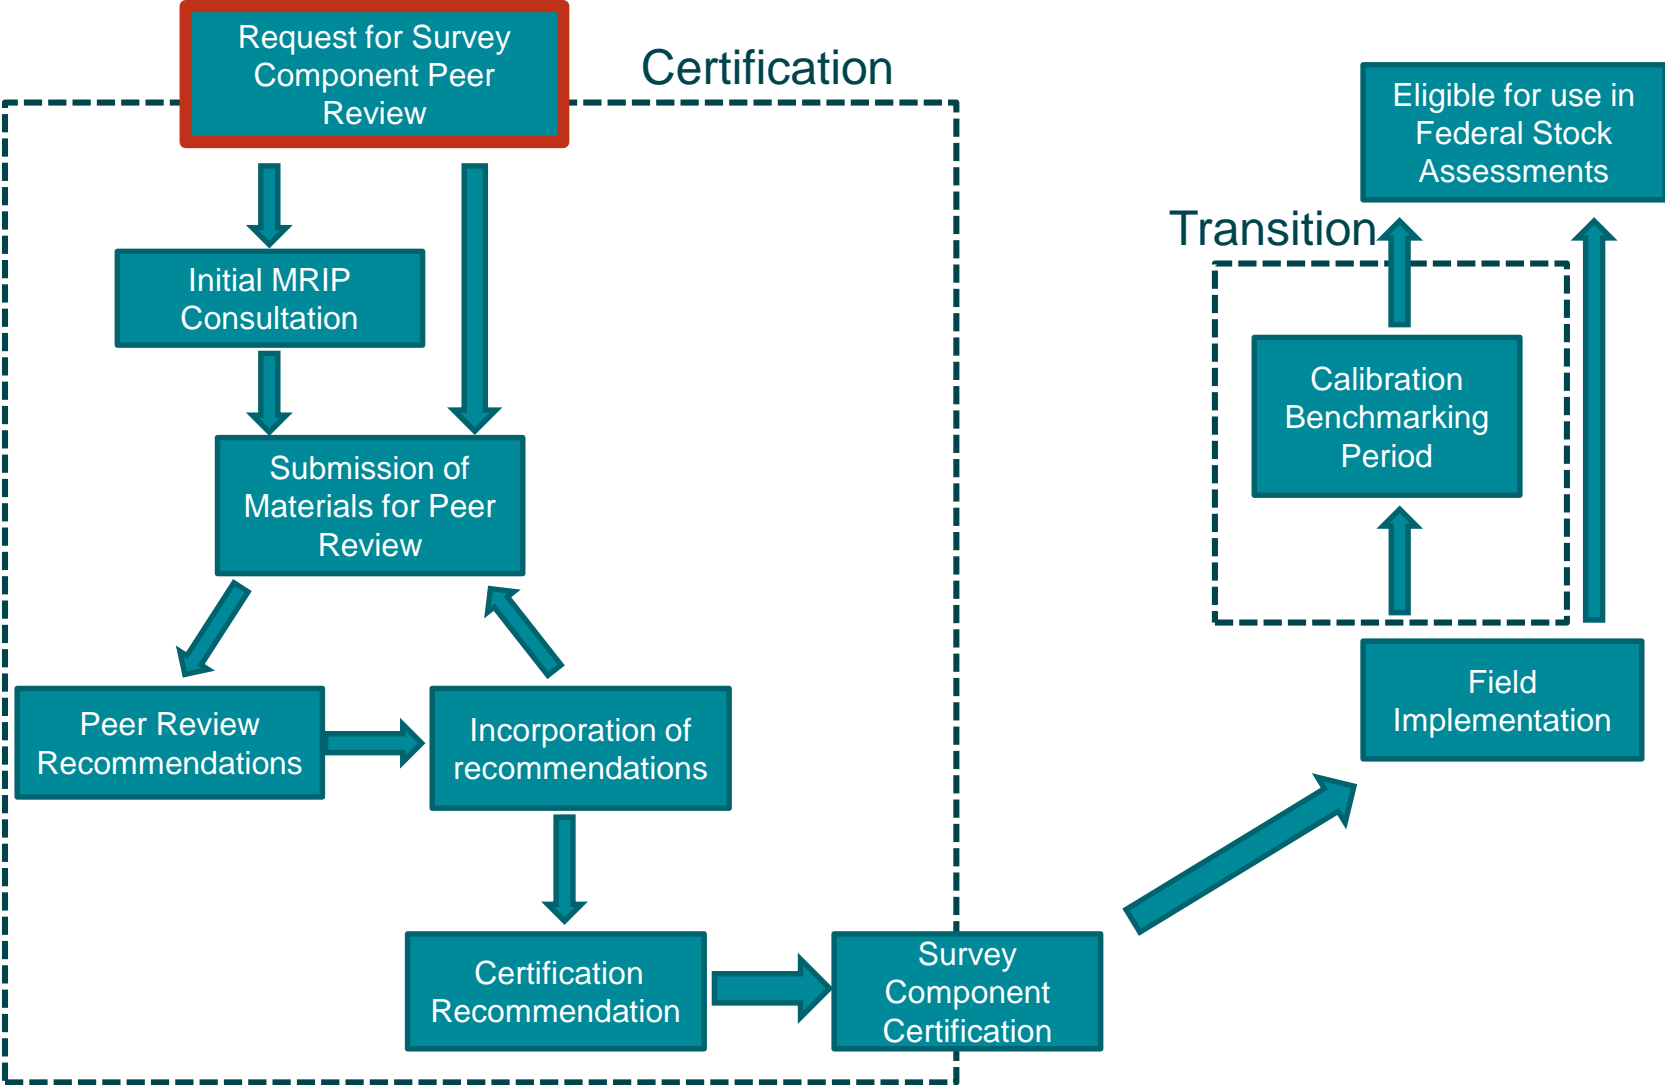 Request for Survey
Component Peer
Review
Certification
Initial MRIP
Consultation
Submission of
Materials for Peer
Review
Peer Review
Recommendations
Incorporation of
recommendations
Certification
Recommendation
Survey
Component
Certification
Eligible for use in
Federal Stock
Assessments
Transition
Calibration
Benchmarking
Period
Field
Implementation